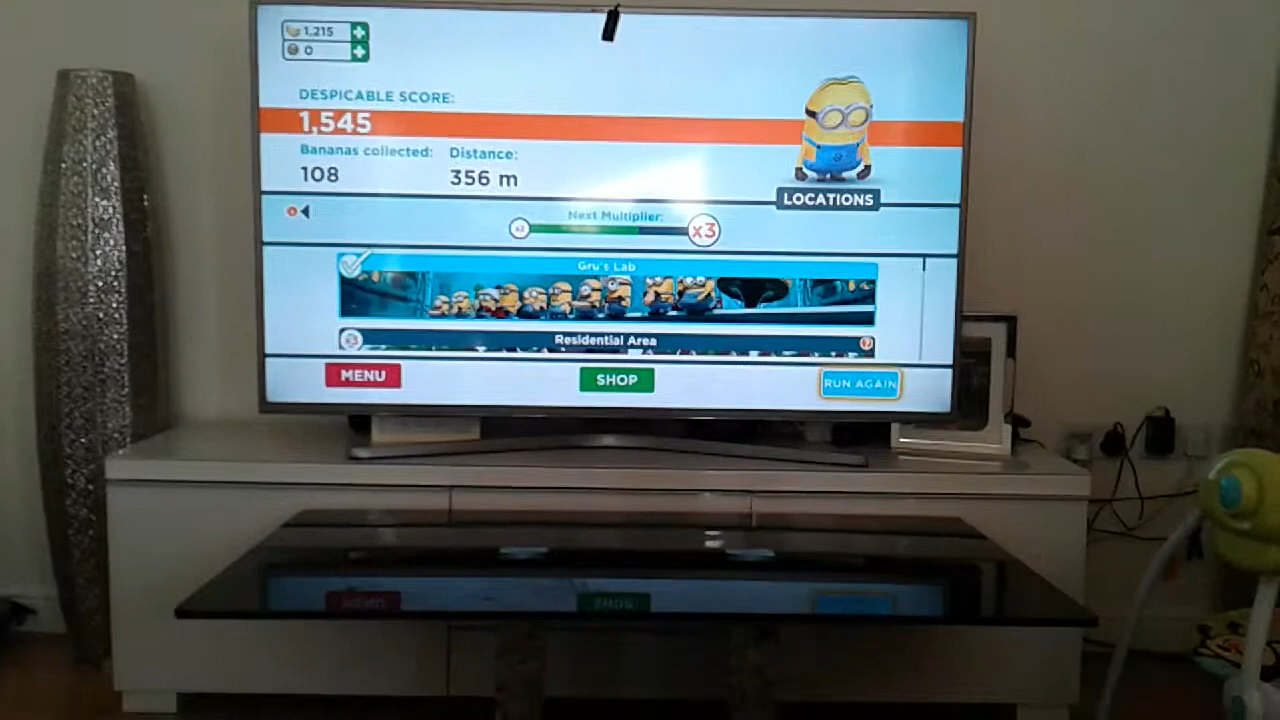 1,215
0
DESPICABLE SCORE:
1,545
Bananas collected: Distance:
108 356 m
LOCATIONS
Next Multiplier:
x3
Gru's Lab
Residential Area
MENU SHOP RUN AGAIN